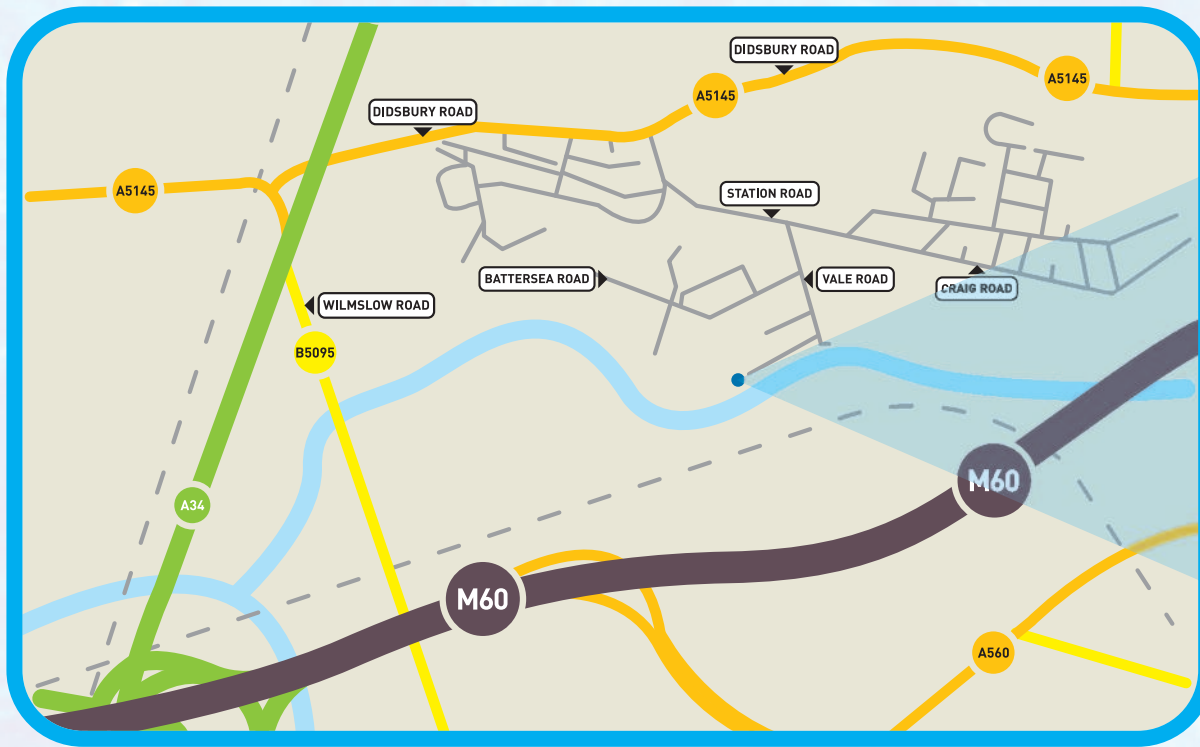 DIDSBURY ROAD
A5145
A5145
DIDSBURY ROAD
A5145
STATION ROAD
BATTERSEA ROAD
VALE ROAD
CRAIG ROAD
WILMSLOW ROAD
B5095
M60
A34
M60
A560